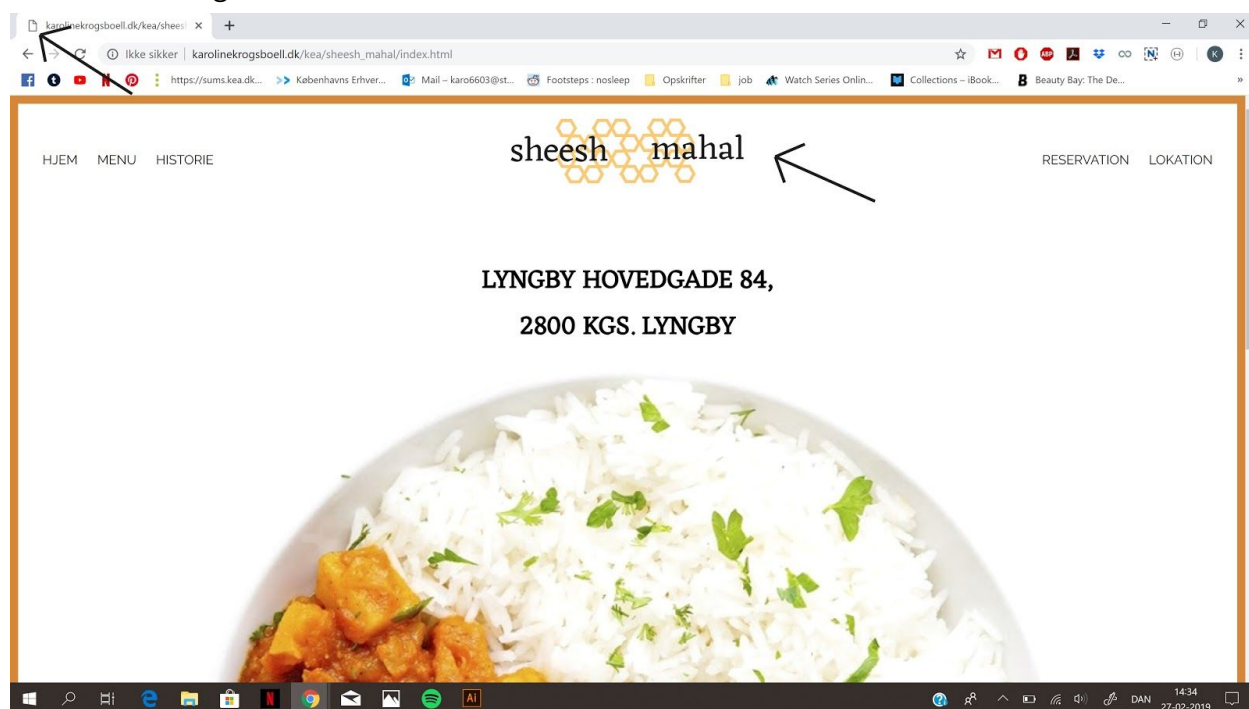 karolinekrogsboell.dk/kea/shees
Ikke sikker | karolinekrogsboell.dk/kea/sheesh_mahal/index.html
https://sums.kea.dk... Københavns Erhver... Mail – karo6603@st... Footsteps : nosleep Opskrifter job Watch Series Onlin... Collections – iBook... Beauty Bay: The De...
HJEM MENU HISTORIE sheesh mahal RESERVATION LOKATION
LYNGBY HOVEDGADE 84,
2800 KGS. LYNGBY
Ai DAN 14:34
27-02-2019